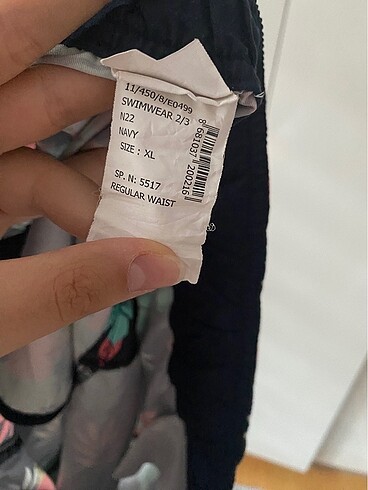 11/450/8/E0499
SWIMWEAR 2/3
N22
NAVY
SIZE : XL
SP. N: 5517
REGULAR WAIST
8 681037 200216